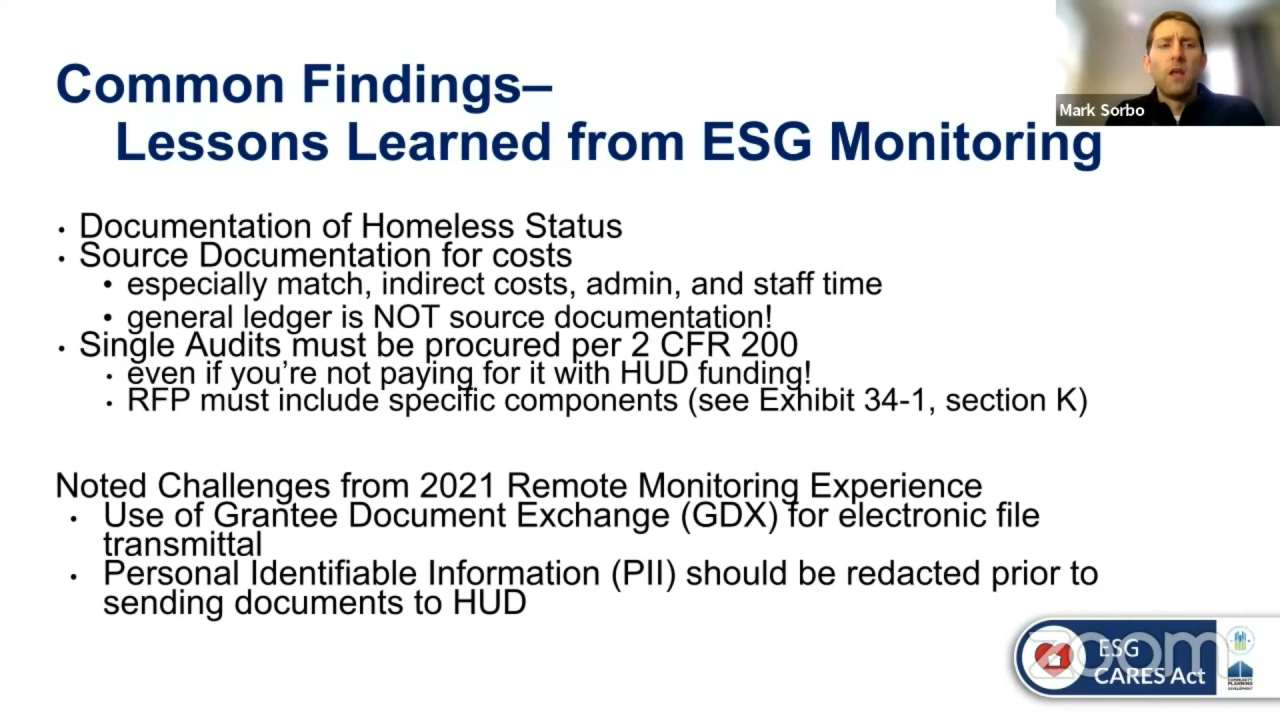 Mark Sorbo
Common Findings–
Lessons Learned from ESG Monitoring
• Documentation of Homeless Status
• Source Documentation for costs
• especially match, indirect costs, admin, and staff time
• general ledger is NOT source documentation!
• Single Audits must be procured per 2 CFR 200
• even if you’re not paying for it with HUD funding!
• RFP must include specific components (see Exhibit 34-1, section K)
Noted Challenges from 2021 Remote Monitoring Experience
• Use of Grantee Document Exchange (GDX) for electronic file
transmittal
• Personal Identifiable Information (PII) should be redacted prior to
sending documents to HUD
zoom
ESG
CARES Act
COMMUNITY
PLANNING
DEVELOPMENT